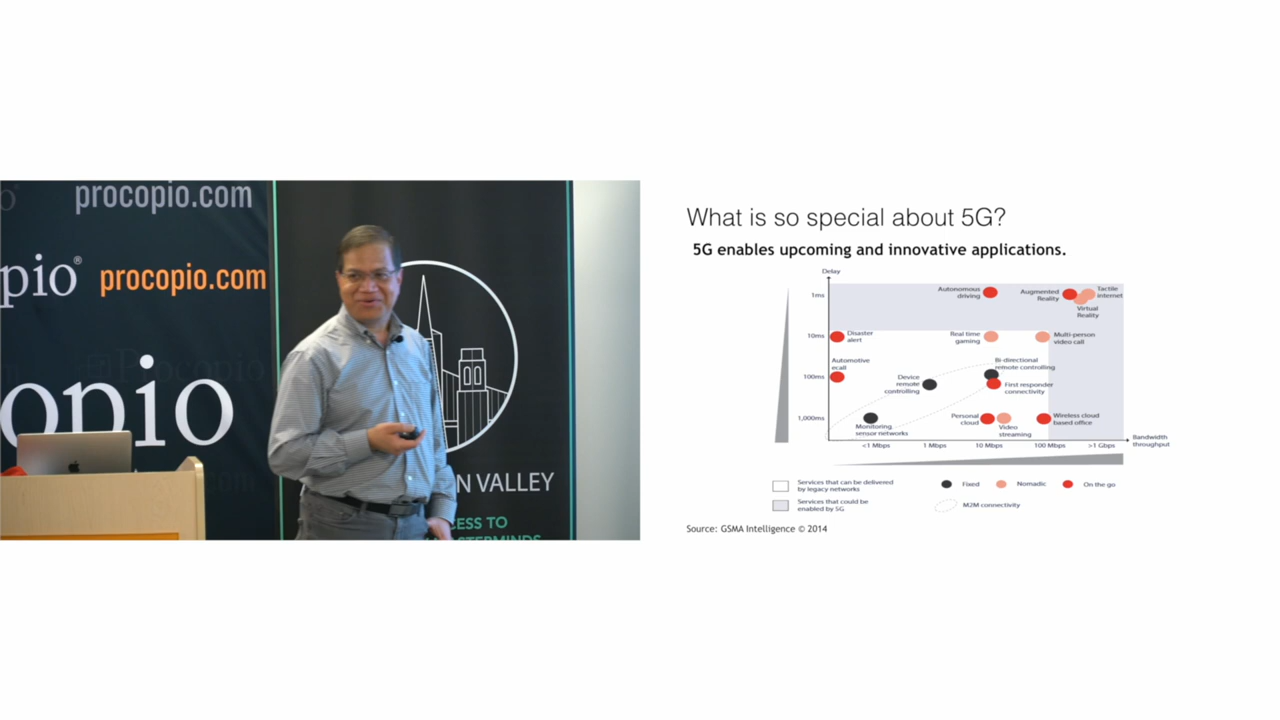 procopio.com
pio® procopio.com
opio
N VALLEY
CESS TO
What is so special about 5G?
5G enables upcoming and innovative applications.
Delay
1ms
10ms
100ms
1,000ms
Autonomous
driving
Augmented
Reality
Tactile
internet
Virtual
Reality
Disaster
alert
Real time
gaming
Multi-person
video call
Automotive
ecall
Device
remote
controlling
Bi-directional
remote controlling
First responder
connectivity
Monitoring
sensor networks
Personal
cloud
Video
streaming
Wireless cloud
based office
<1 Mbps
1 Mbps
10 Mbps
100 Mbps
>1 Gbps
Bandwidth
throughput
Services that can be delivered
by legacy networks
Services that could be
enabled by 5G
Fixed
Nomadic
On the go
M2M connectivity
Source: GSMA Intelligence © 2014